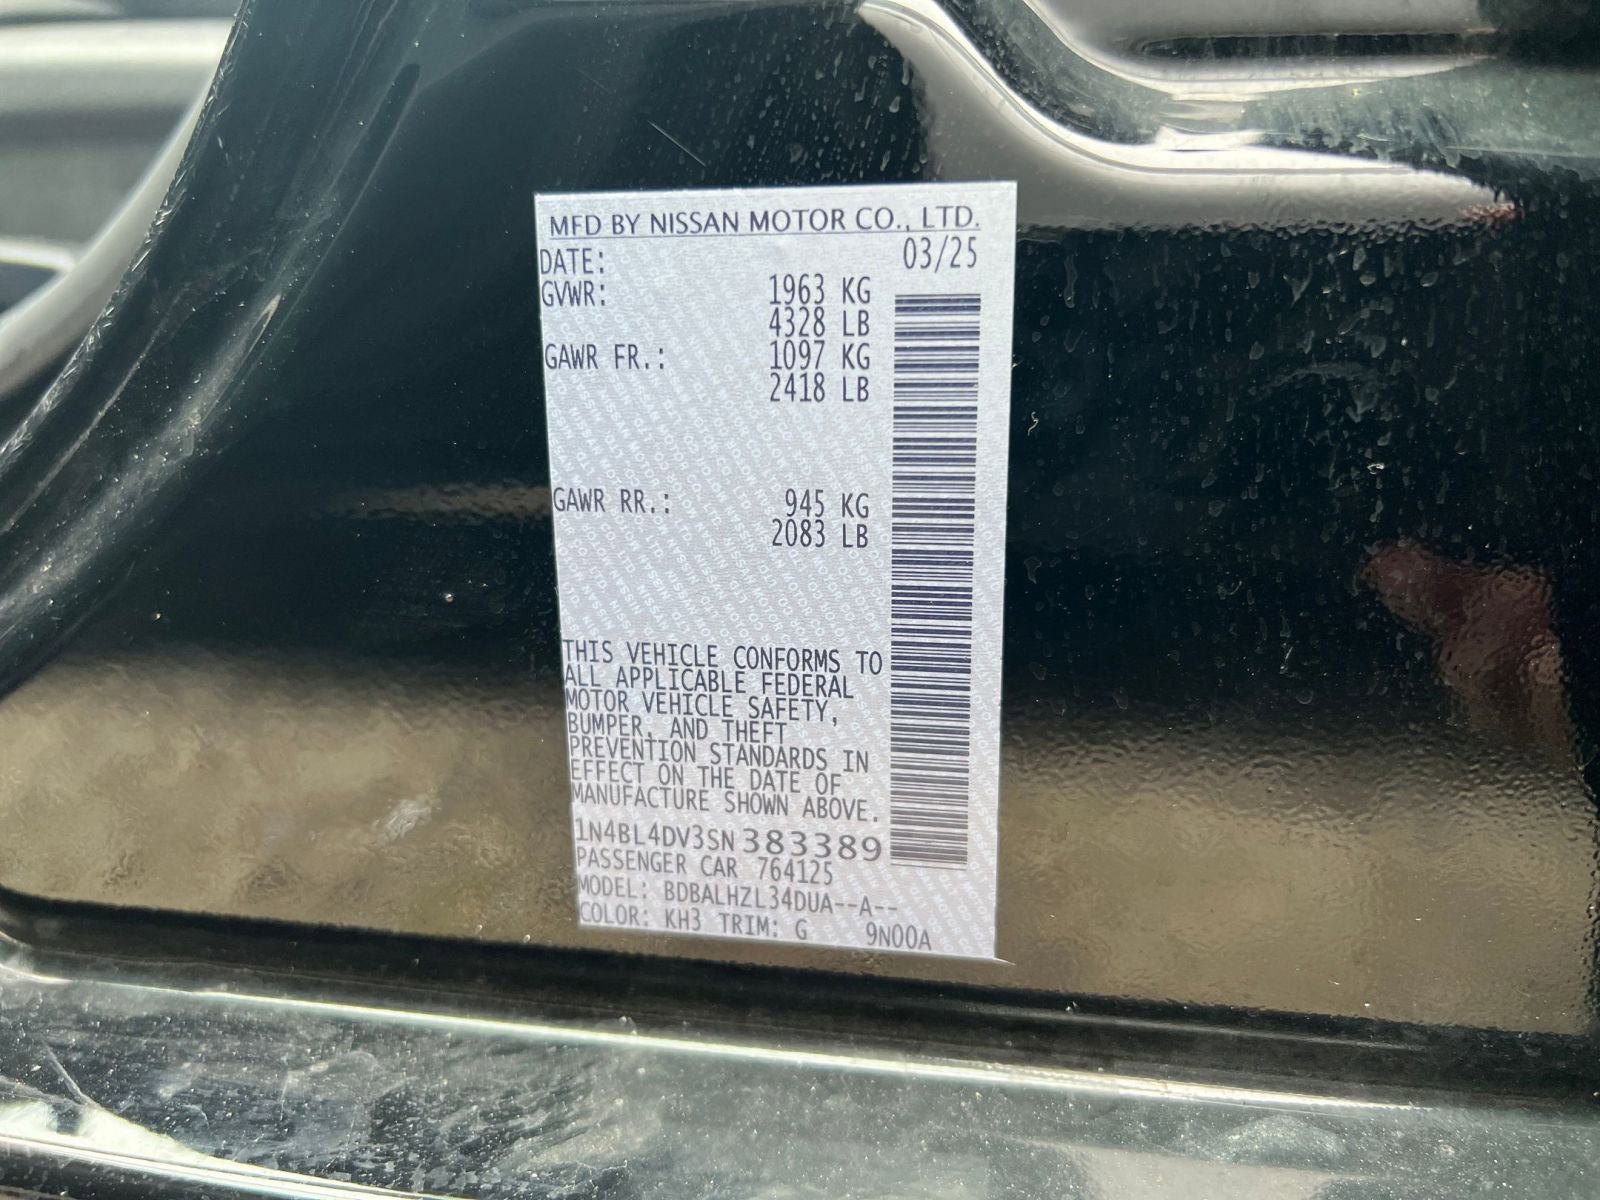 MFD BY NISSAN MOTOR CO., LTD.
DATE: 03/25
GVWR: 1963 KG
4328 LB
GAWR FR.: 1097 KG
2418 LB
GAWR RR.: 945 KG
2083 LB
THIS VEHICLE CONFORMS TO
ALL APPLICABLE FEDERAL
MOTOR VEHICLE SAFETY,
BUMPER, AND THEFT
PREVENTION STANDARDS IN
EFFECT ON THE DATE OF
MANUFACTURE SHOWN ABOVE.
1N4BL4DV3SN383389
PASSENGER CAR 764125
MODEL: BDBALHZL34DUA--A--
COLOR: KH3 TRIM: G 9N00A